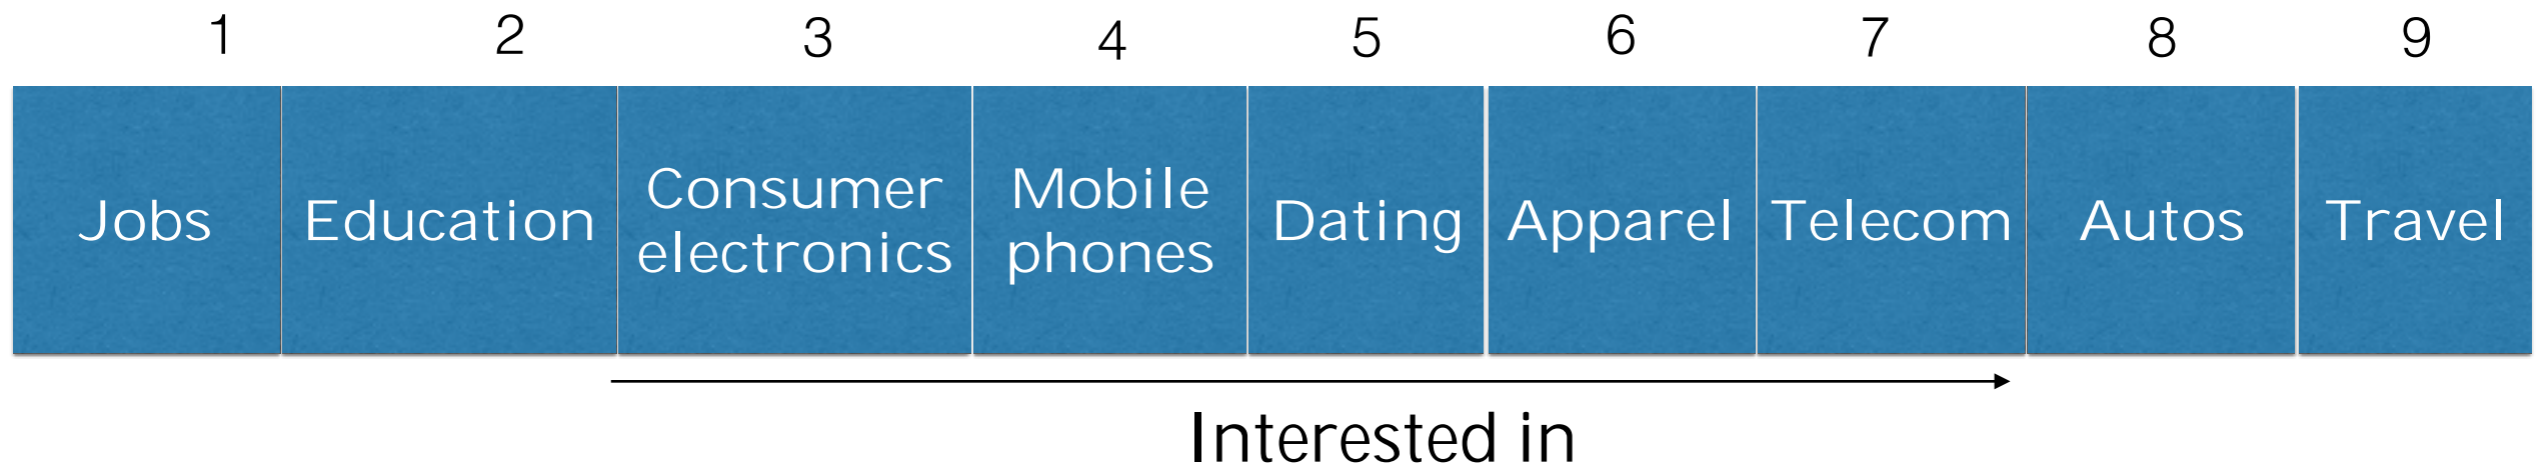 1 2 3 4 5 6 7 8 9
Jobs
Education
Consumer
electronics
Mobile
phones
Dating
Apparel
Telecom
Autos
Travel
Interested in